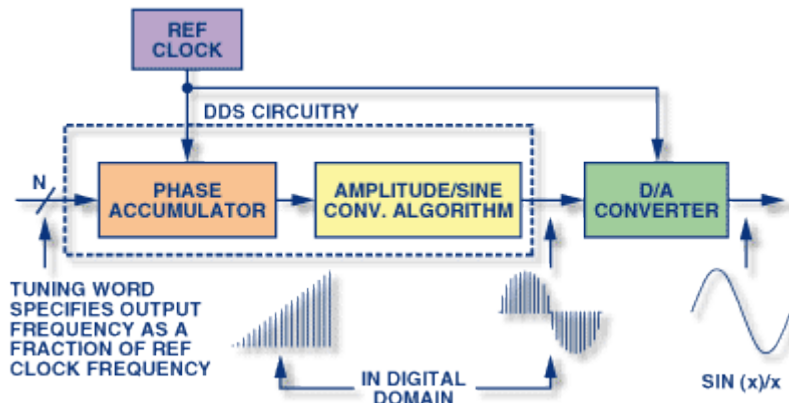 REF
CLOCK
DDS CIRCUITRY
N
PHASE
ACCUMULATOR
AMPLITUDE/SINE
CONV. ALGORITHM
D/A
CONVERTER
TUNING WORD
SPECIFIES OUTPUT
FREQUENCY AS A
FRACTION OF REF
CLOCK FREQUENCY
IN DIGITAL
DOMAIN
SIN (x)/x